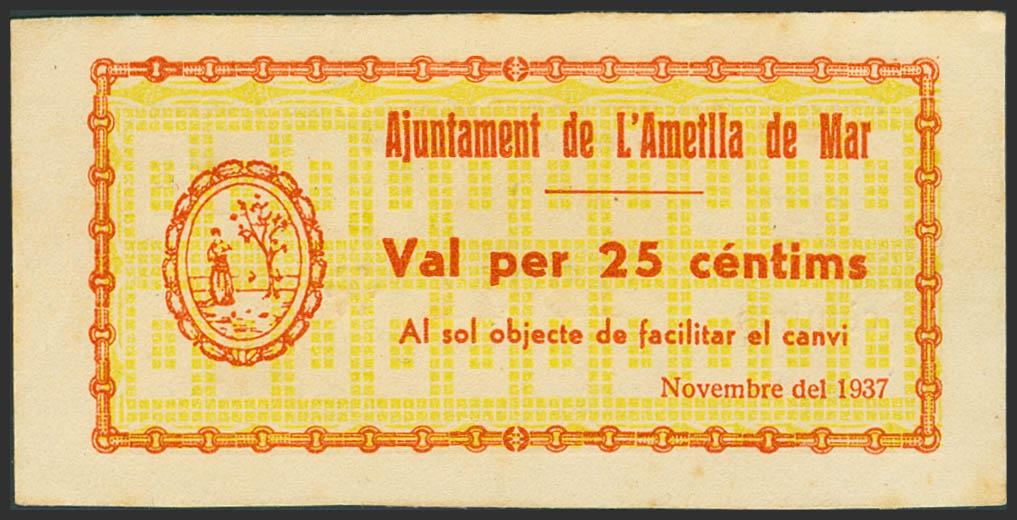 Ajuntament de L'Ametlla de Mar
Val per 25 céntims
Al sol objecte de facilitar el canvi
Novembre del 1937